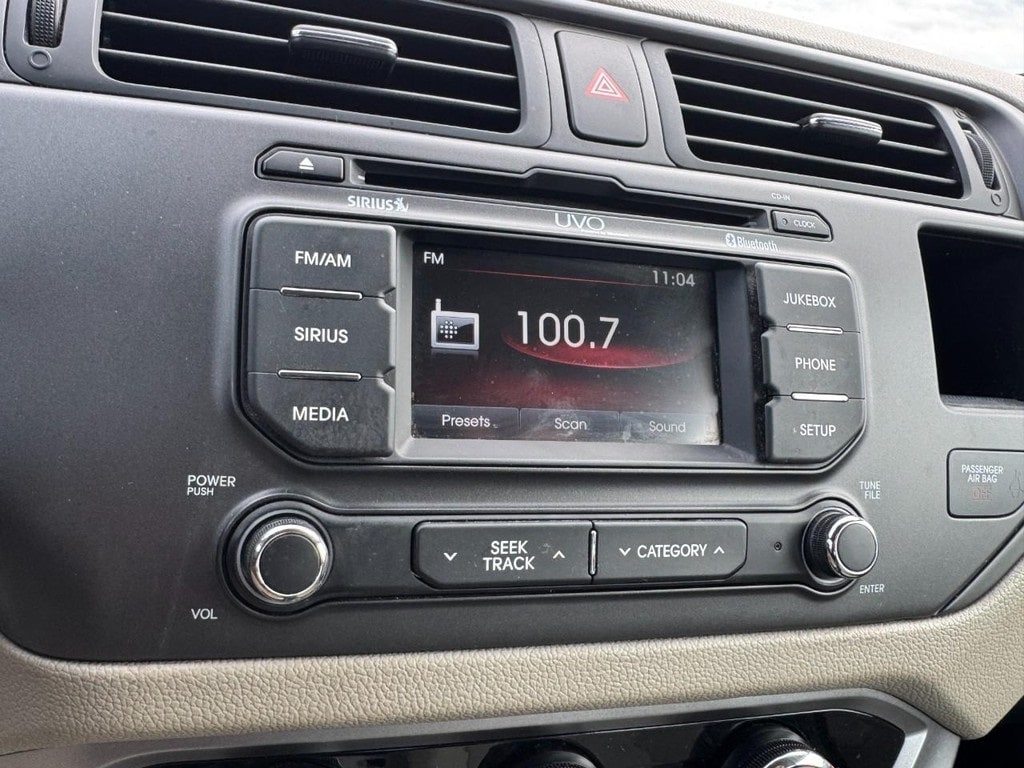 CD-IN
SIRIUS
UVO
CLOCK
Bluetooth
FM/AM
SIRIUS
MEDIA
FM
11:04
100.7
Presets
Scan
Sound
JUKEBOX
PHONE
SETUP
POWER
PUSH
VOL
SEEK
TRACK
CATEGORY
TUNE
FILE
ENTER
PASSENGER
AIR BAG
OFF